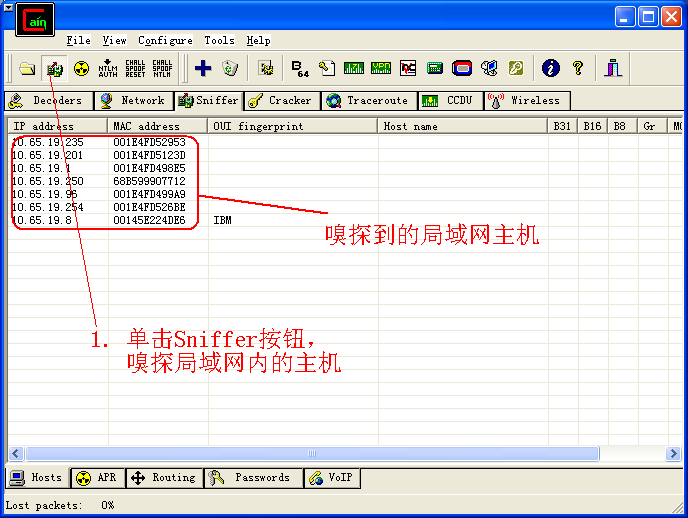 Cain
File View Configure Tools Help
NTLM AUTH CHALL SPOOF RESET CHALL SPOOF NTLM B 64
Decoders Network Sniffer Cracker Traceroute CCDU Wireless
IP address MAC address OUI fingerprint Host name B31 B16 B8 Gr M0
10.65.19.235 001E4FD52953
10.65.19.201 001E4FD5123D
10.65.19.1 001E4FD498E5
10.65.19.250 68B599907712
10.65.19.96 001E4FD499A9
10.65.19.254 001E4FD526BE
10.65.19.8 00145E224DE6 IBM
嗅探到的局域网主机
1. 单击Sniffer按钮，
嗅探局域网内的主机
Hosts APR Routing Passwords VoIP
Lost packets: 0%